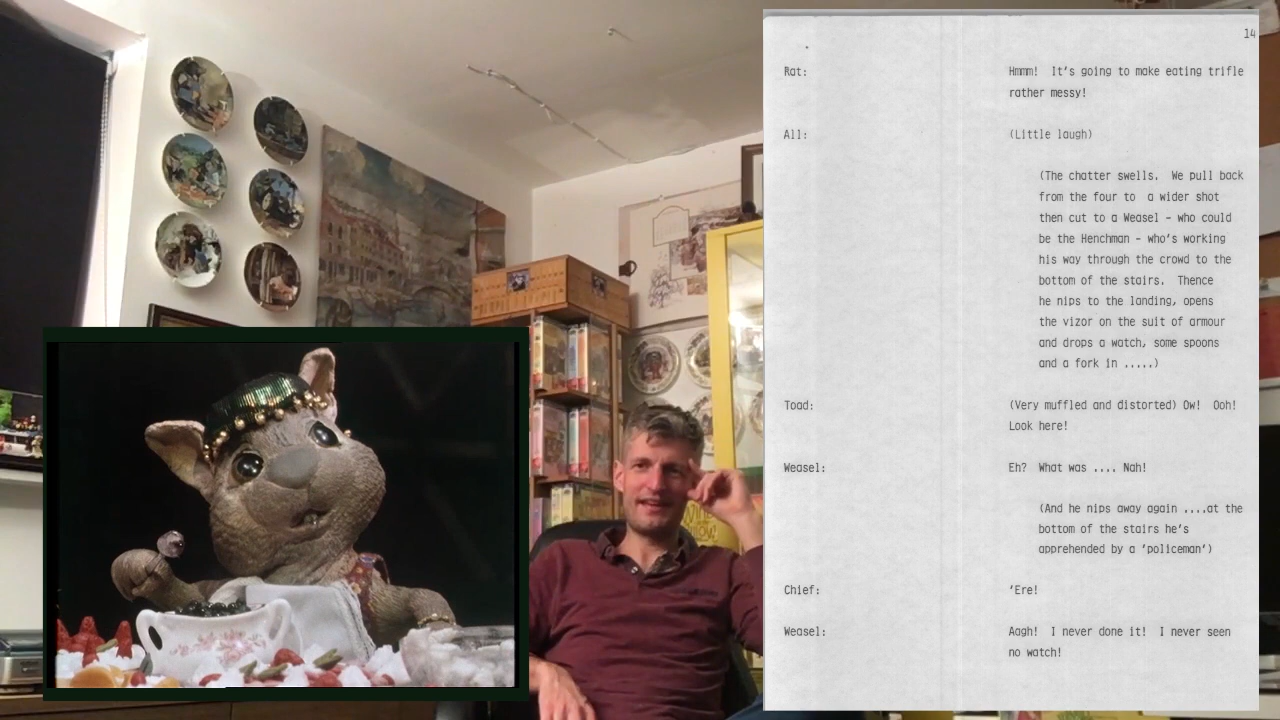 14
Rat: Hmmm! It's going to make eating trifle
rather messy!
All: (Little laugh)
(The chatter swells. We pull back
from the four to a wider shot
then cut to a Weasel - who could
be the Henchman - who's working
his way through the crowd to the
bottom of the stairs. Thence
he nips to the landing, opens
the vizor on the suit of armour
and drops a watch, some spoons
and a fork in .....)
Toad: (Very muffled and distorted) Ow! Ooh!
Look here!
Weasel: Eh? What was .... Nah!
(And he nips away again ....at the
bottom of the stairs he's
apprehended by a 'policeman')
Chief: 'Ere!
Weasel: Aagh! I never done it! I never seen
no watch!